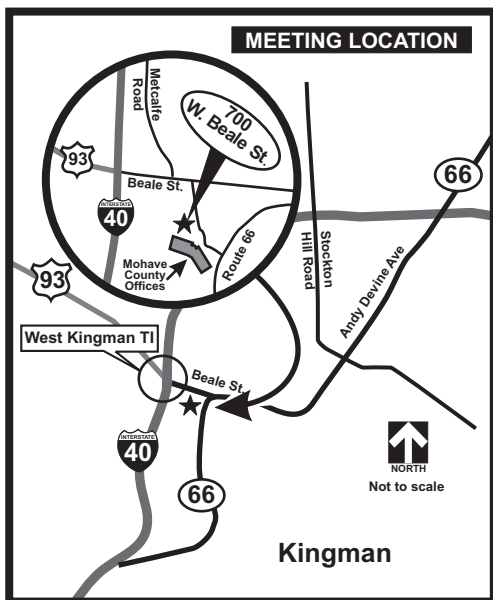 MEETING LOCATION
Metcalfe
Road
700
W. Beale St.
93
Beale St.
66
INTERSTATE
40
Mohave
County
Offices
Route 66
Stockton
Hill Road
Andy Devine Ave
93
West Kingman TI
Beale St.
INTERSTATE
40
66
NORTH
Not to scale
Kingman